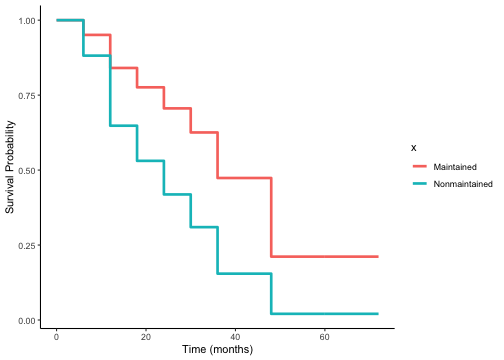 Survival Probability
1.00
0.75
0.50
0.25
0.00
0
20
40
60
Time (months)
x
Maintained
Nonmaintained